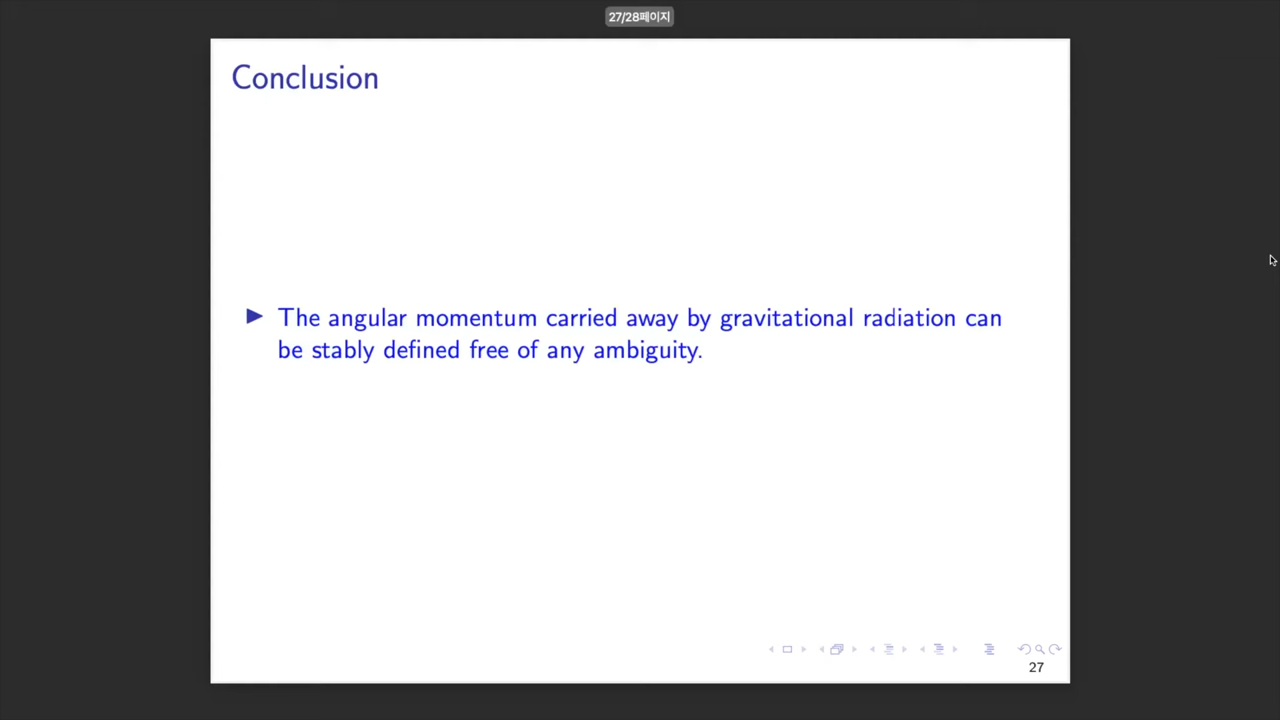 27/28페이지
Conclusion
▶ The angular momentum carried away by gravitational radiation can
be stably defined free of any ambiguity.
27